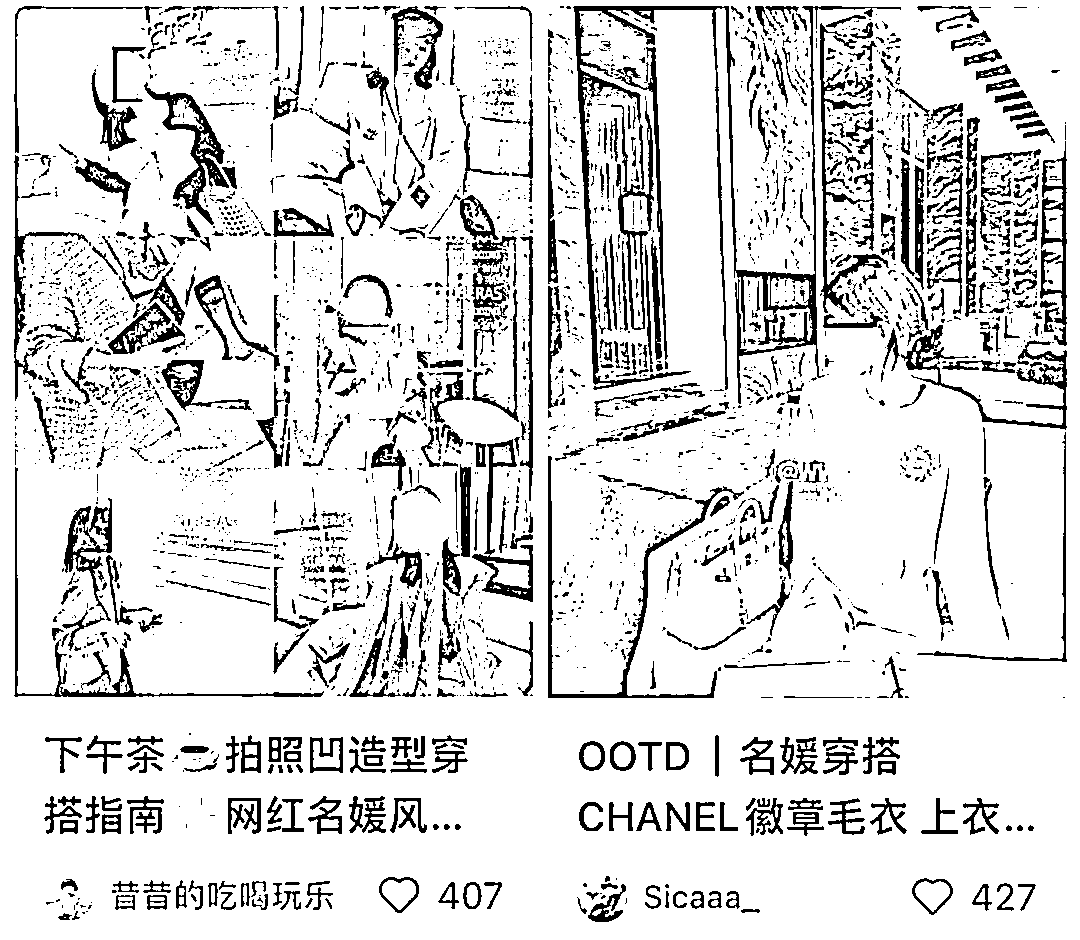 下午茶☕拍照凹造型穿
搭指南 网红名媛风...
昔昔的吃喝玩乐 407
@W
OOTD | 名媛穿搭
CHANEL徽章毛衣 上衣...
Sicaaa_ 427